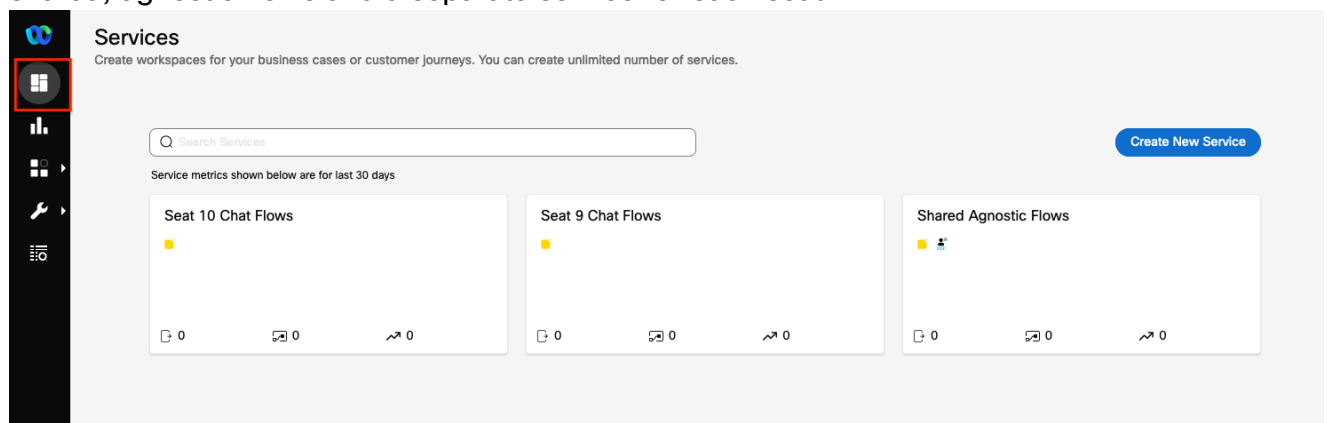 Services
Create workspaces for your business cases or customer journeys. You can create unlimited number of services.
Search Services
Create New Service
Service metrics shown below are for last 30 days
Seat 10 Chat Flows
Seat 9 Chat Flows
Shared Agnostic Flows
0 0 0
0 0 0
0 0 0